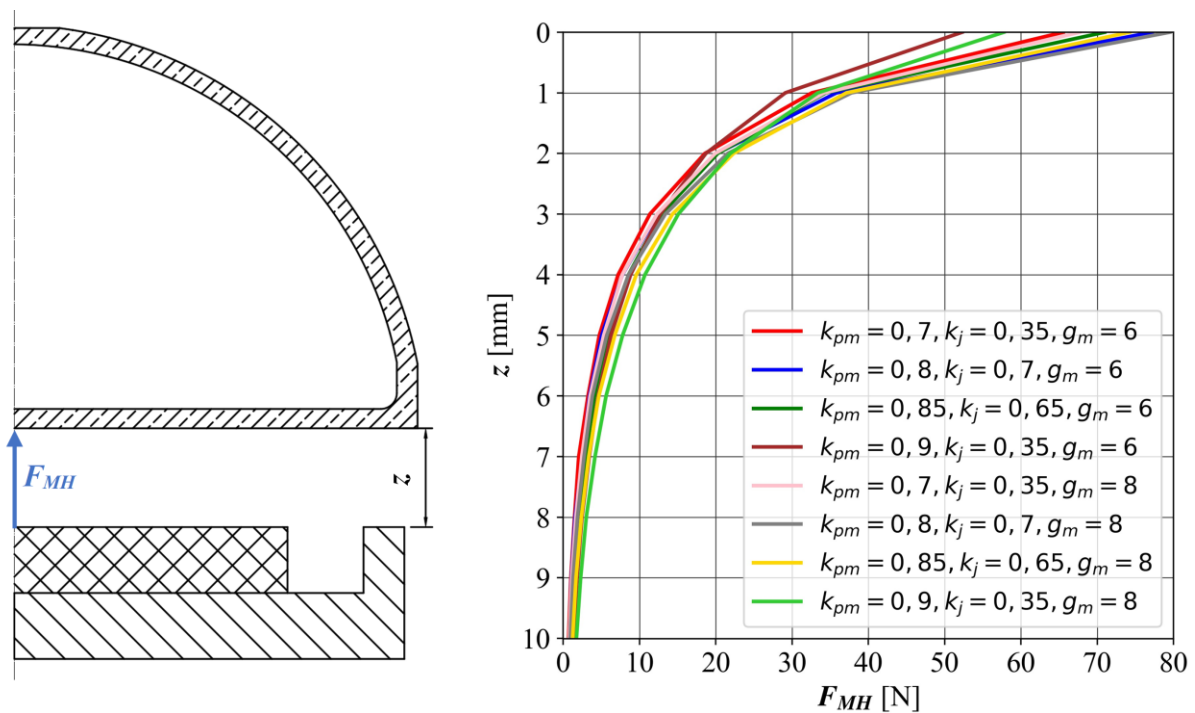 F_MH
z
z [mm]
0
1
2
3
4
5
6
7
8
9
10
k_pm = 0, 7, k_j = 0, 35, g_m = 6
k_pm = 0, 8, k_j = 0, 7, g_m = 6
k_pm = 0, 85, k_j = 0, 65, g_m = 6
k_pm = 0, 9, k_j = 0, 35, g_m = 6
k_pm = 0, 7, k_j = 0, 35, g_m = 8
k_pm = 0, 8, k_j = 0, 7, g_m = 8
k_pm = 0, 85, k_j = 0, 65, g_m = 8
k_pm = 0, 9, k_j = 0, 35, g_m = 8
0 10 20 30 40 50 60 70 80
F_MH [N]